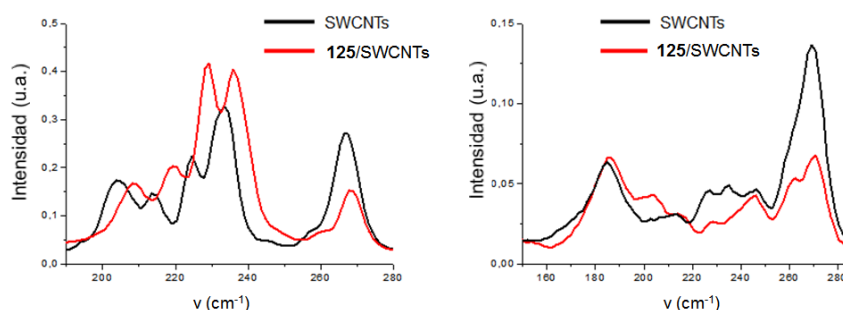 SWCNTs
125/SWCNTs
Intensidad (u.a.)
0,5
0,4
0,3
0,2
0,1
0,0
200 220 240 260 280
ν (cm-1)
SWCNTs
125/SWCNTs
Intensidad (u.a.)
0,15
0,10
0,05
0,00
160 180 200 220 240 260 280
ν (cm-1)